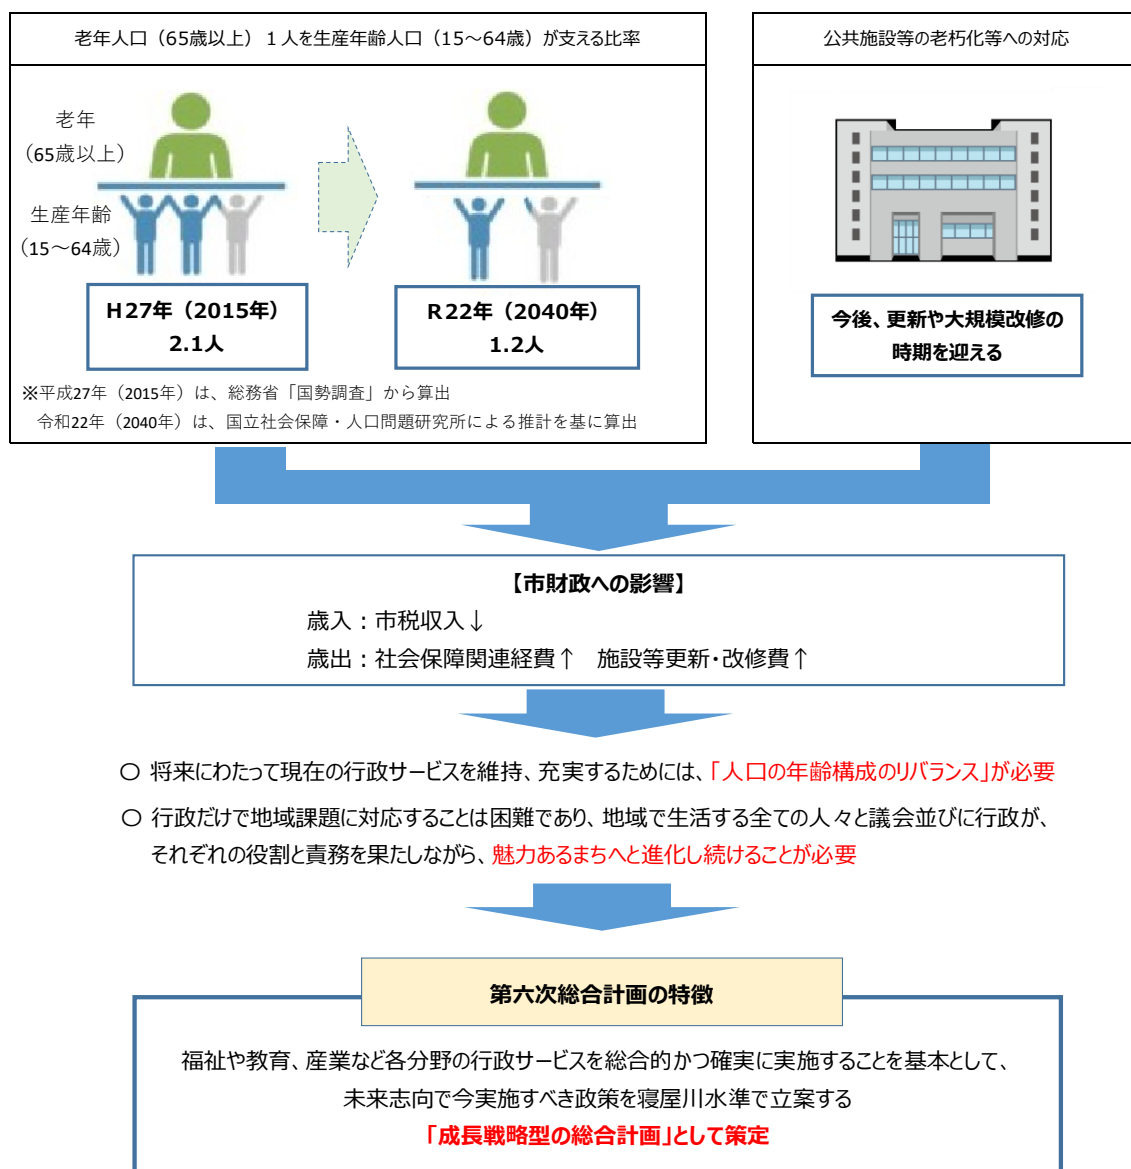 老年人口（65歳以上）１人を生産年齢人口（15～64歳）が支える比率
老年
（65歳以上）
生産年齢
（15～64歳）
H27年（2015年）
2.1人
R22年（2040年）
1.2人
※平成27年（2015年）は、総務省「国勢調査」から算出
令和22年（2040年）は、国立社会保障・人口問題研究所による推計を基に算出
公共施設等の老朽化等への対応
今後、更新や大規模改修の
時期を迎える
【市財政への影響】
歳入：市税収入↓
歳出：社会保障関連経費↑　施設等更新・改修費↑
〇 将来にわたって現在の行政サービスを維持、充実するためには、「人口の年齢構成のリバランス」が必要
〇 行政だけで地域課題に対応することは困難であり、地域で生活する全ての人々と議会並びに行政が、
それぞれの役割と責務を果たしながら、魅力あるまちへと進化し続けることが必要
第六次総合計画の特徴
福祉や教育、産業など各分野の行政サービスを総合的かつ確実に実施することを基本として、
未来志向で今実施すべき政策を寝屋川水準で立案する
「成長戦略型の総合計画」として策定